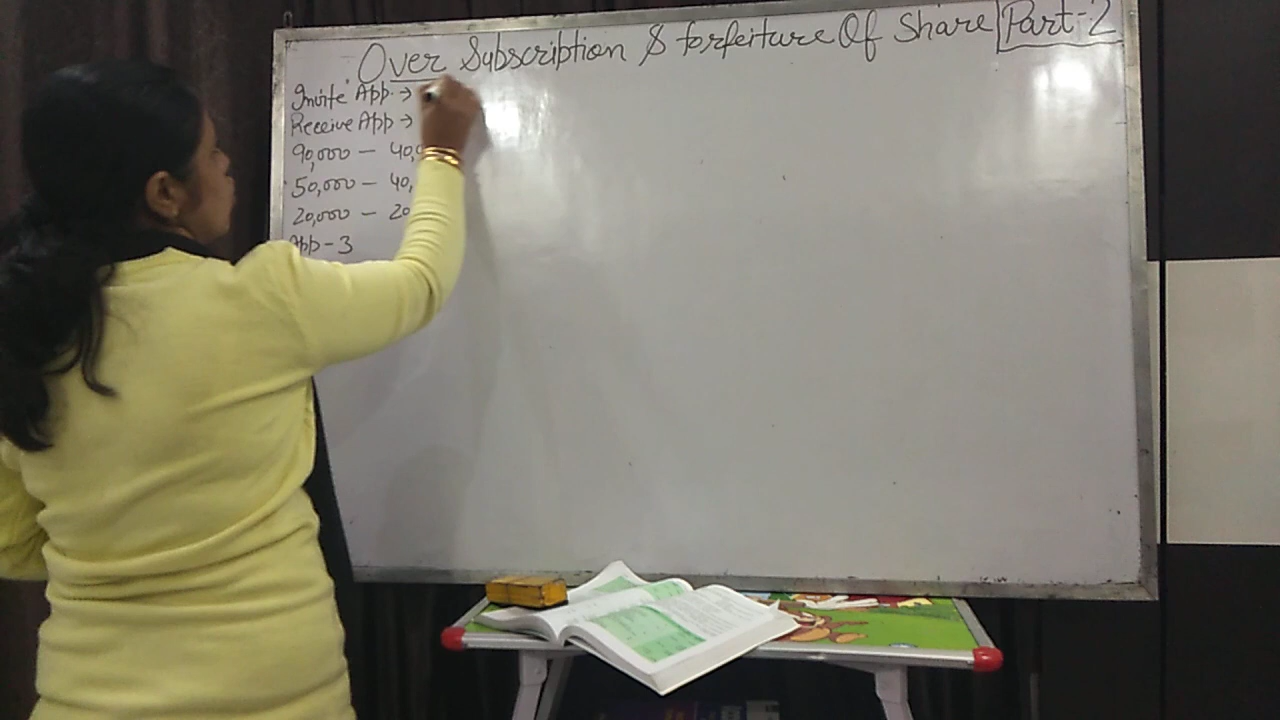 Over Subscription & forfeiture Of Share Part-2
Invite App. →
Receive App →
90,000 — 40,
50,000 — 40,
20,000 — 20
App - 3